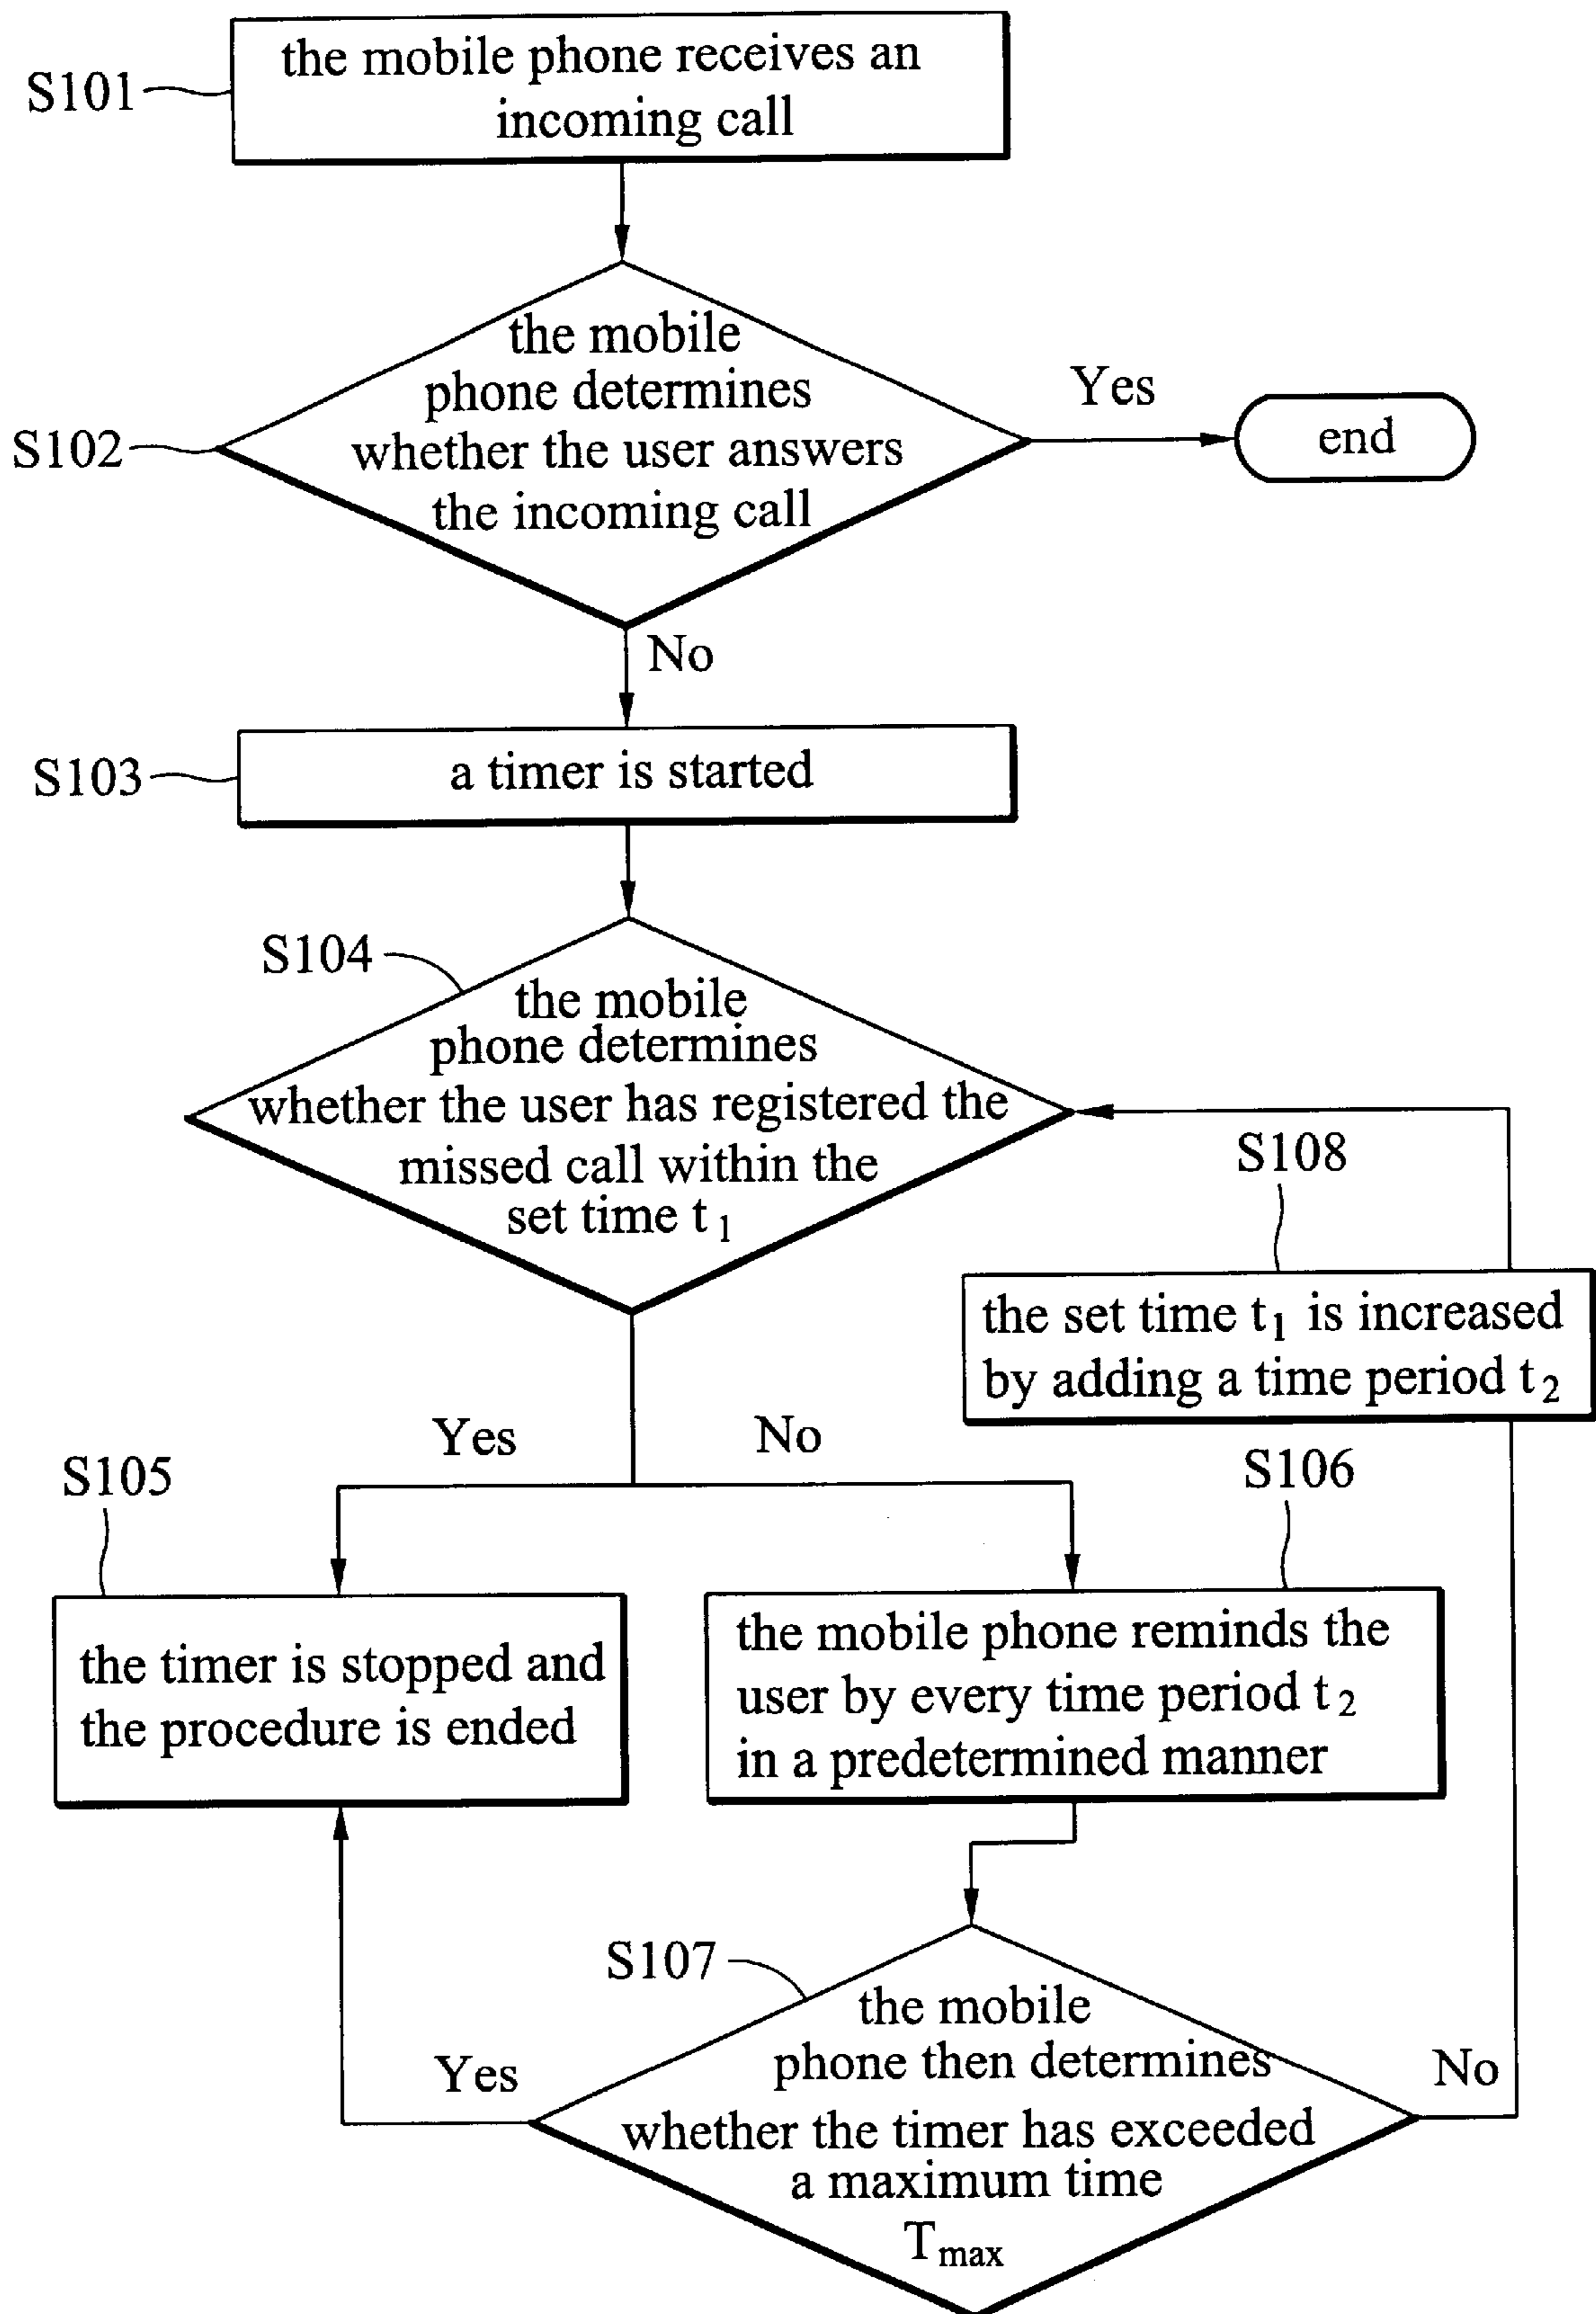 the mobile phone receives an
incoming call
S101
the mobile
phone determines
whether the user answers
the incoming call
S102
Yes
end
No
a timer is started
S103
S104
the mobile
phone determines
whether the user has registered the
missed call within the
set time t1
S108
the set time t1 is increased
by adding a time period t2
Yes
No
S105
S106
the timer is stopped and
the procedure is ended
the mobile phone reminds the
user by every time period t2
in a predetermined manner
S107
the mobile
phone then determines
whether the timer has exceeded
a maximum time
Tmax
Yes
No